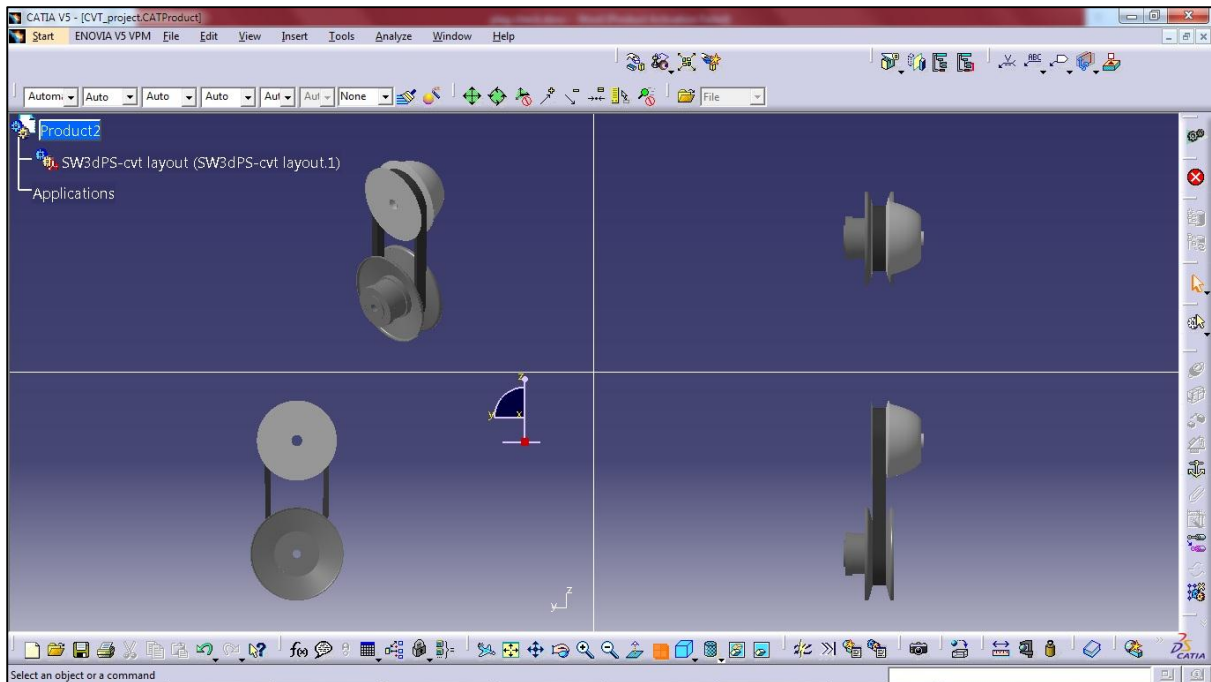 CATIA V5 - [CVT_project.CATProduct]
Start ENOVIA V5 VPM File Edit View Insert Tools Analyze Window Help
ABC
Auto Auto Auto None File
Product2
SW3dPS-cvt layout (SW3dPS-cvt layout.1)
Applications
z
y x
z
y
f(x)
CATIA
Select an object or a command